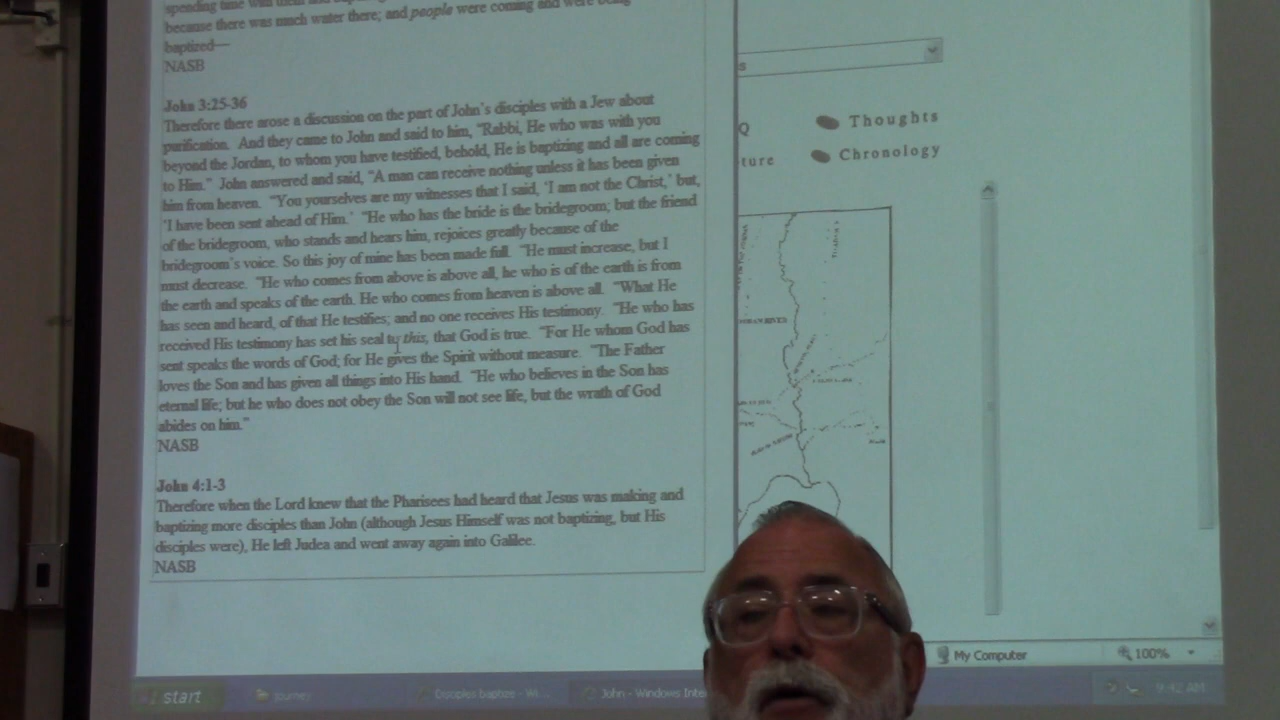 spending time with them and
because there was much water there; and people were coming and were being
baptized—
NASB
John 3:25-36
Therefore there arose a discussion on the part of John's disciples with a Jew about
purification. And they came to John and said to him, "Rabbi, He who was with you
beyond the Jordan, to whom you have testified, behold, He is baptizing and all are coming
to Him." John answered and said, "A man can receive nothing unless it has been given
him from heaven. "You yourselves are my witnesses that I said, 'I am not the Christ,' but,
'I have been sent ahead of Him.' "He who has the bride is the bridegroom; but the friend
of the bridegroom, who stands and hears him, rejoices greatly because of the
bridegroom's voice. So this joy of mine has been made full. "He must increase, but I
must decrease. "He who comes from above is above all, he who is of the earth is from
the earth and speaks of the earth. He who comes from heaven is above all. "What He
has seen and heard, of that He testifies; and no one receives His testimony. "He who has
received His testimony has set his seal to this, that God is true. "For He whom God has
sent speaks the words of God; for He gives the Spirit without measure. "The Father
loves the Son and has given all things into His hand. "He who believes in the Son has
eternal life; but he who does not obey the Son will not see life, but the wrath of God
abides on him."
NASB
John 4:1-3
Therefore when the Lord knew that the Pharisees had heard that Jesus was making and
baptizing more disciples than John (although Jesus Himself was not baptizing, but His
disciples were), He left Judea and went away again into Galilee.
NASB
s
Q
Thoughts
ture
Chronology
My Computer
100%
start
journey
Disciples baptize - Wi...
John - Windows Inte
9:42 AM